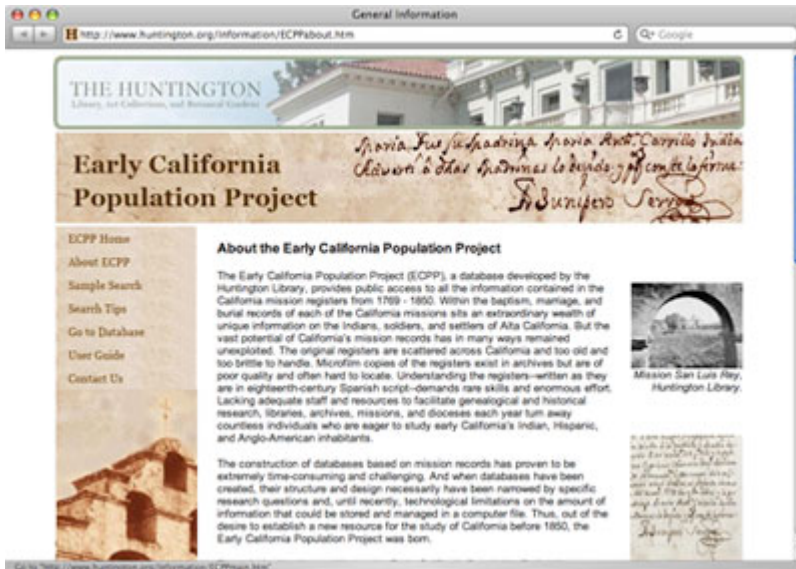 General Information
http://www.huntington.org/Information/ECPPabout.htm
Google
THE HUNTINGTON
Library, Art Collections, and Botanical Gardens
Early California
Population Project
ECPP Home
About ECPP
Sample Search
Search Tips
Go to Database
User Guide
Contact Us
About the Early California Population Project
The Early California Population Project (ECPP), a database developed by the
Huntington Library, provides public access to all the information contained in the
California mission registers from 1769 - 1850. Within the baptism, marriage, and
burial records of each of the California missions sits an extraordinary wealth of
unique information on the Indians, soldiers, and settlers of Alta California. But the
vast potential of California's mission records has in many ways remained
unexploited. The original registers are scattered across California and too old and
too brittle to handle. Microfilm copies of the registers exist in archives but are of
poor quality and often hard to locate. Understanding the registers--written as they
are in eighteenth-century Spanish script--demands rare skills and enormous effort.
Lacking adequate staff and resources to facilitate genealogical and historical
research, libraries, archives, missions, and dioceses each year turn away
countless individuals who are eager to study early California's Indian, Hispanic,
and Anglo-American inhabitants.
The construction of databases based on mission records has proven to be
extremely time-consuming and challenging. And when databases have been
created, their structure and design necessarily have been narrowed by specific
research questions and, until recently, technological limitations on the amount of
information that could be stored and managed in a computer file. Thus, out of the
desire to establish a new resource for the study of California before 1850, the
Early California Population Project was born.
Mission San Luis Rey,
Huntington Library.
Go to "http://www.huntington.org/Information/ECPPmain.htm"